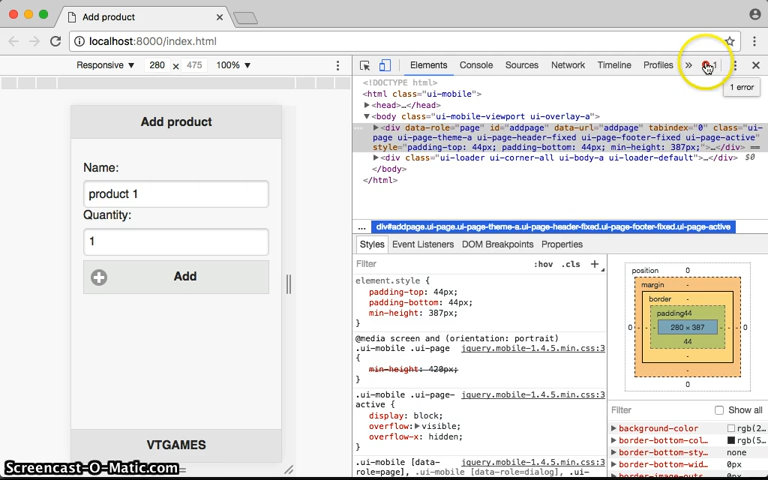 Add product
localhost:8000/index.html
Responsive ▼ 280 × 475 100% ▼
Elements Console Sources Network Timeline Profiles » 1
1 error
Add product
Name:
product 1
Quantity:
1
Add
VTGAMES
Screencast-O-Matic.com
<!DOCTYPE html>
<html class="ui-mobile">
▶<head>…</head>
▼<body class="ui-mobile-viewport ui-overlay-a">
… ▶<div data-role="page" id="addpage" data-url="addpage" tabindex="0" class="ui-
page ui-page-theme-a ui-page-header-fixed ui-page-footer-fixed ui-page-active"
style="padding-top: 44px; padding-bottom: 44px; min-height: 387px;">…</div> ==
▶<div class="ui-loader ui-corner-all ui-body-a ui-loader-default">…</div> $0
</body>
</html>
... div#addpage.ui-page.ui-page-theme-a.ui-page-header-fixed.ui-page-footer-fixed.ui-page-active
Styles Event Listeners DOM Breakpoints Properties
Filter :hov .cls +
element.style {
padding-top: 44px;
padding-bottom: 44px;
min-height: 387px;
}
@media screen and (orientation: portrait)
.ui-mobile .ui-page jquery.mobile-1.4.5.min.css:3
{
min-height: 420px;
}
.ui-mobile .ui-page- jquery.mobile-1.4.5.min.css:3
active {
display: block;
overflow:▶visible;
overflow-x: hidden;
}
.ui-mobile [data- jquery.mobile-1.4.5.min.css:3
role=page], .ui-mobile [data-role=dialog],
position 0
margin -
border -
padding44
0 - - 280 × 387 - - 0
44
-
-
0
Filter Show all
▶background-color rgb(2…
▶border-bottom-col… rgb(5…
border-bottom-sty… none
▶border-bottom-wid… 0px